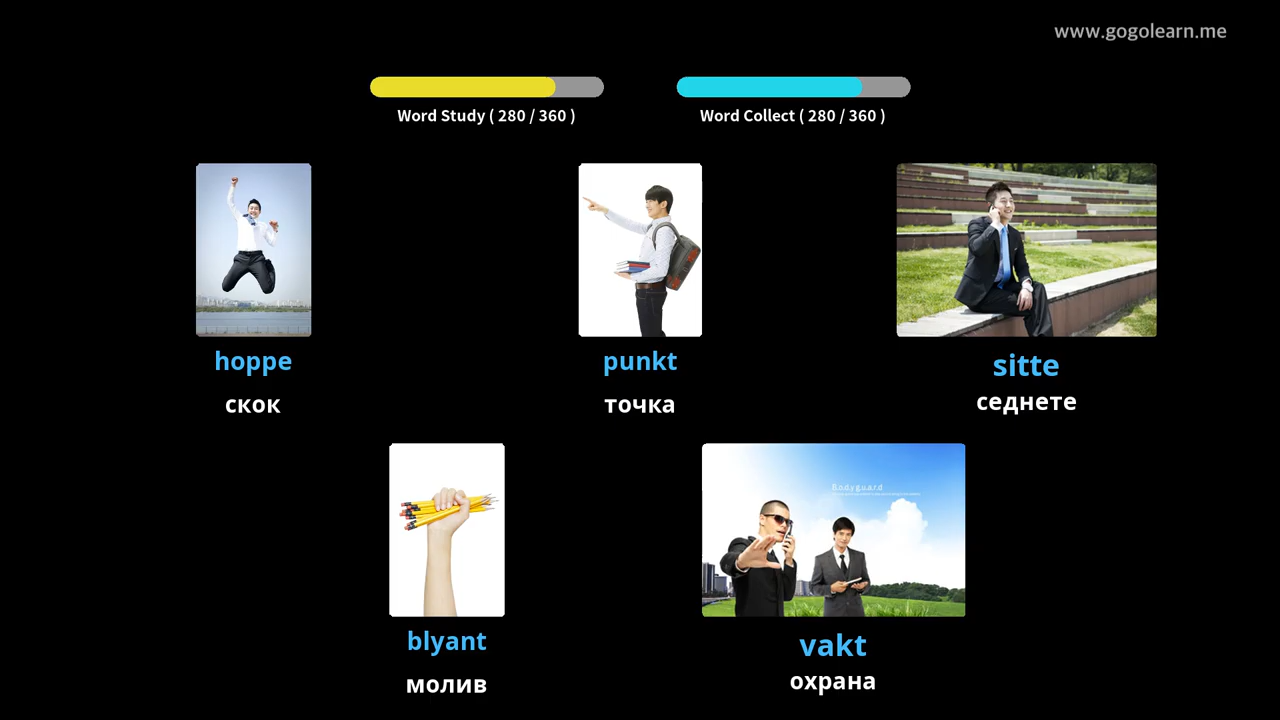 www.gogolearn.me
Word Study ( 280 / 360 )
Word Collect ( 280 / 360 )
hoppe
скок
punkt
точка
sitte
седнете
Bodyguard
blyant
молив
vakt
охрана